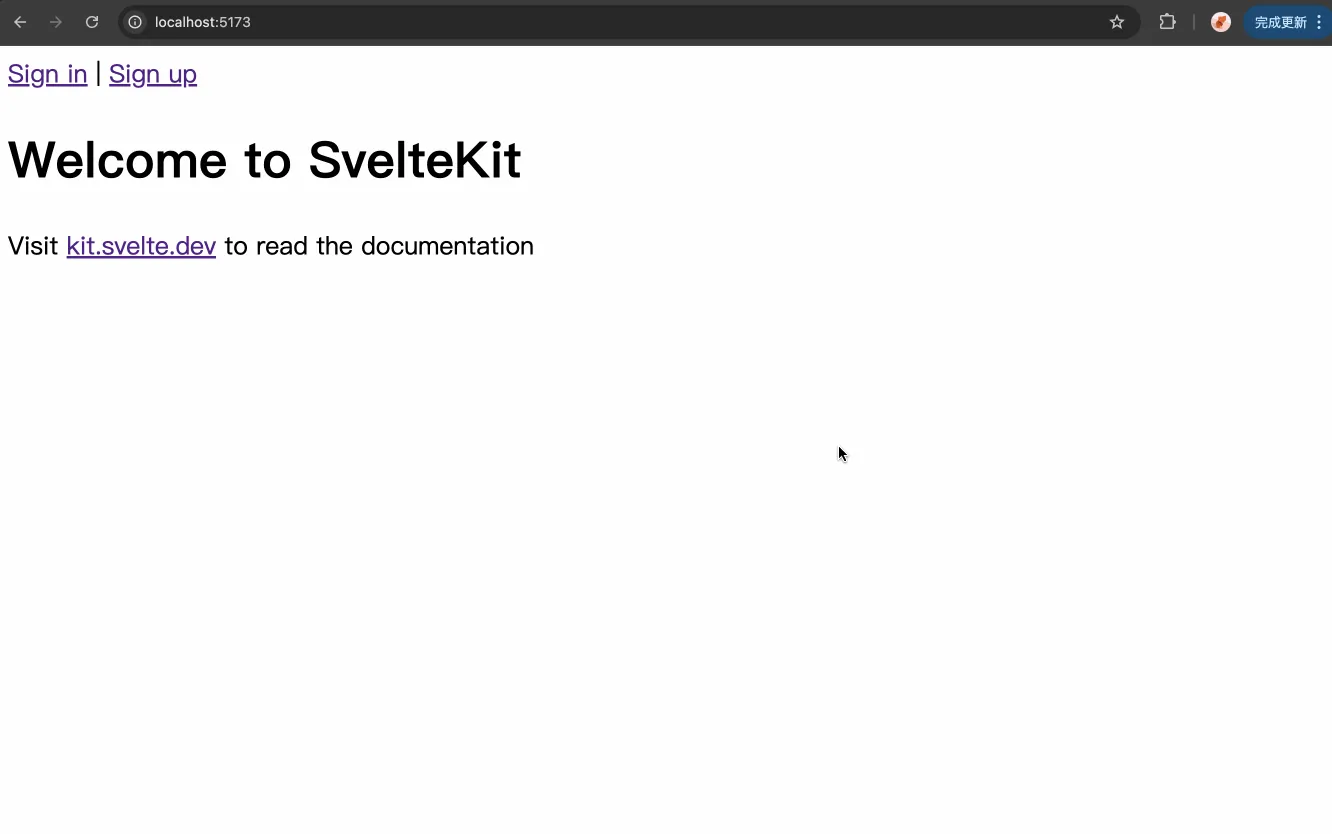 localhost:5173
完成更新
Sign in | Sign up
Welcome to SvelteKit
Visit kit.svelte.dev to read the documentation